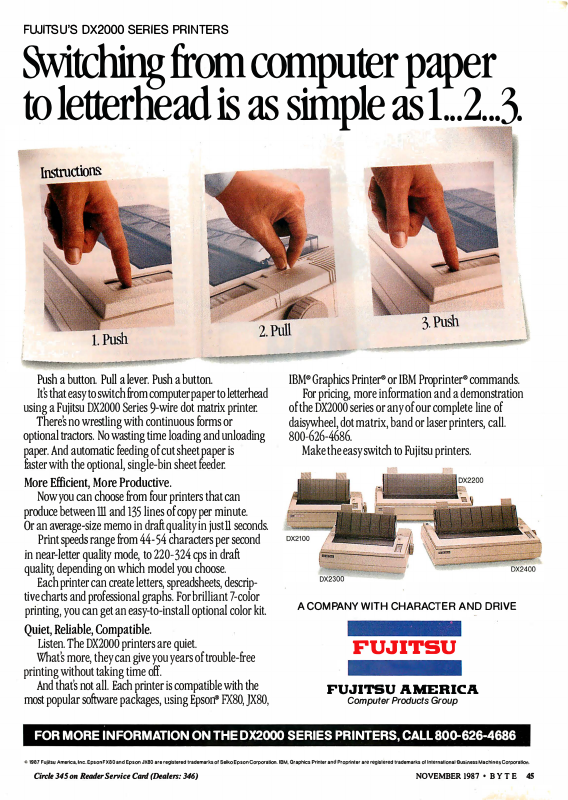 FUJITSU'S DX2000 SERIES PRINTERS
Switching from computer paper
to letterhead is as simple as 1...2...3.
Instructions:
1. Push
2. Pull
3. Push
Push a button. Pull a lever. Push a button.
It's that easy to switch from computer paper to letterhead
using a Fujitsu DX2000 Series 9-wire dot matrix printer.
There's no wrestling with continuous forms or
optional tractors. No wasting time loading and unloading
paper. And automatic feeding of cut sheet paper is
faster with the optional, single-bin sheet feeder.
More Efficient, More Productive.
Now you can choose from four printers that can
produce between 111 and 135 lines of copy per minute.
Or an average-size memo in draft quality in just 11 seconds.
Print speeds range from 44-54 characters per second
in near-letter quality mode, to 220-324 cps in draft
quality, depending on which model you choose.
Each printer can create letters, spreadsheets, descrip-
tive charts and professional graphs. For brilliant 7-color
printing, you can get an easy-to-install optional color kit.
Quiet, Reliable, Compatible.
Listen. The DX2000 printers are quiet.
What's more, they can give you years of trouble-free
printing without taking time off.
And that's not all. Each printer is compatible with the
most popular software packages, using Epson® FX80, JX80,
IBM® Graphics Printer® or IBM Proprinter® commands.
For pricing, more information and a demonstration
of the DX2000 series or any of our complete line of
daisywheel, dot matrix, band or laser printers, call
800-626-4686.
Make the easy switch to Fujitsu printers.
DX2200
DX2100
DX2400
DX2300
A COMPANY WITH CHARACTER AND DRIVE
FUJITSU
FUJITSU AMERICA
Computer Products Group
FOR MORE INFORMATION ON THE DX2000 SERIES PRINTERS, CALL 800-626-4686
© 1987 Fujitsu America, Inc. Epson FX80 and Epson JX80 are registered trademarks of Seiko Epson Corporation. IBM, Graphics Printer and Proprinter are registered trademarks of International Business Machines Corporation.
Circle 345 on Reader Service Card (Dealers: 346)
NOVEMBER 1987 • BYTE 45